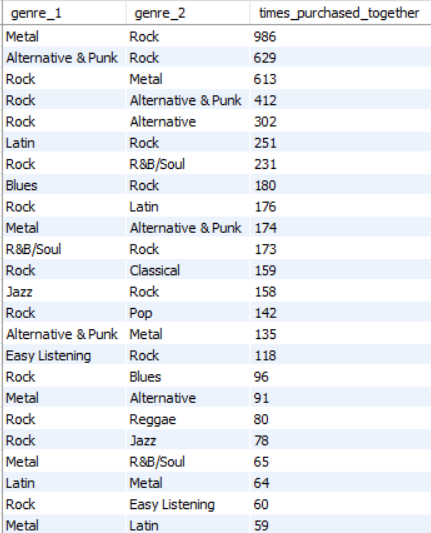 genre_1 genre_2 times_purchased_together
Metal Rock 986
Alternative & Punk Rock 629
Rock Metal 613
Rock Alternative & Punk 412
Rock Alternative 302
Latin Rock 251
Rock R&B/Soul 231
Blues Rock 180
Rock Latin 176
Metal Alternative & Punk 174
R&B/Soul Rock 173
Rock Classical 159
Jazz Rock 158
Rock Pop 142
Alternative & Punk Metal 135
Easy Listening Rock 118
Rock Blues 96
Metal Alternative 91
Rock Reggae 80
Rock Jazz 78
Metal R&B/Soul 65
Latin Metal 64
Rock Easy Listening 60
Metal Latin 59